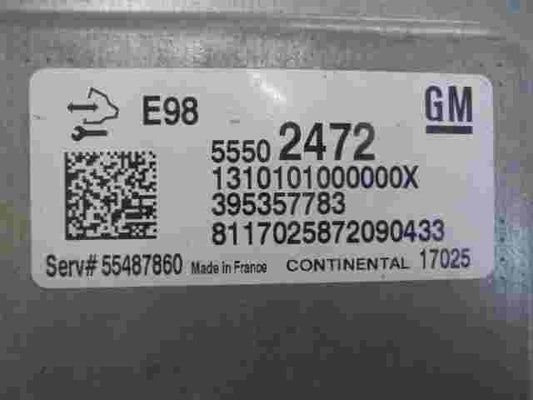 E98
GM
5550 2472
1310101000000X
395357783
8117025872090433
Serv# 55487860 Made in France CONTINENTAL 17025